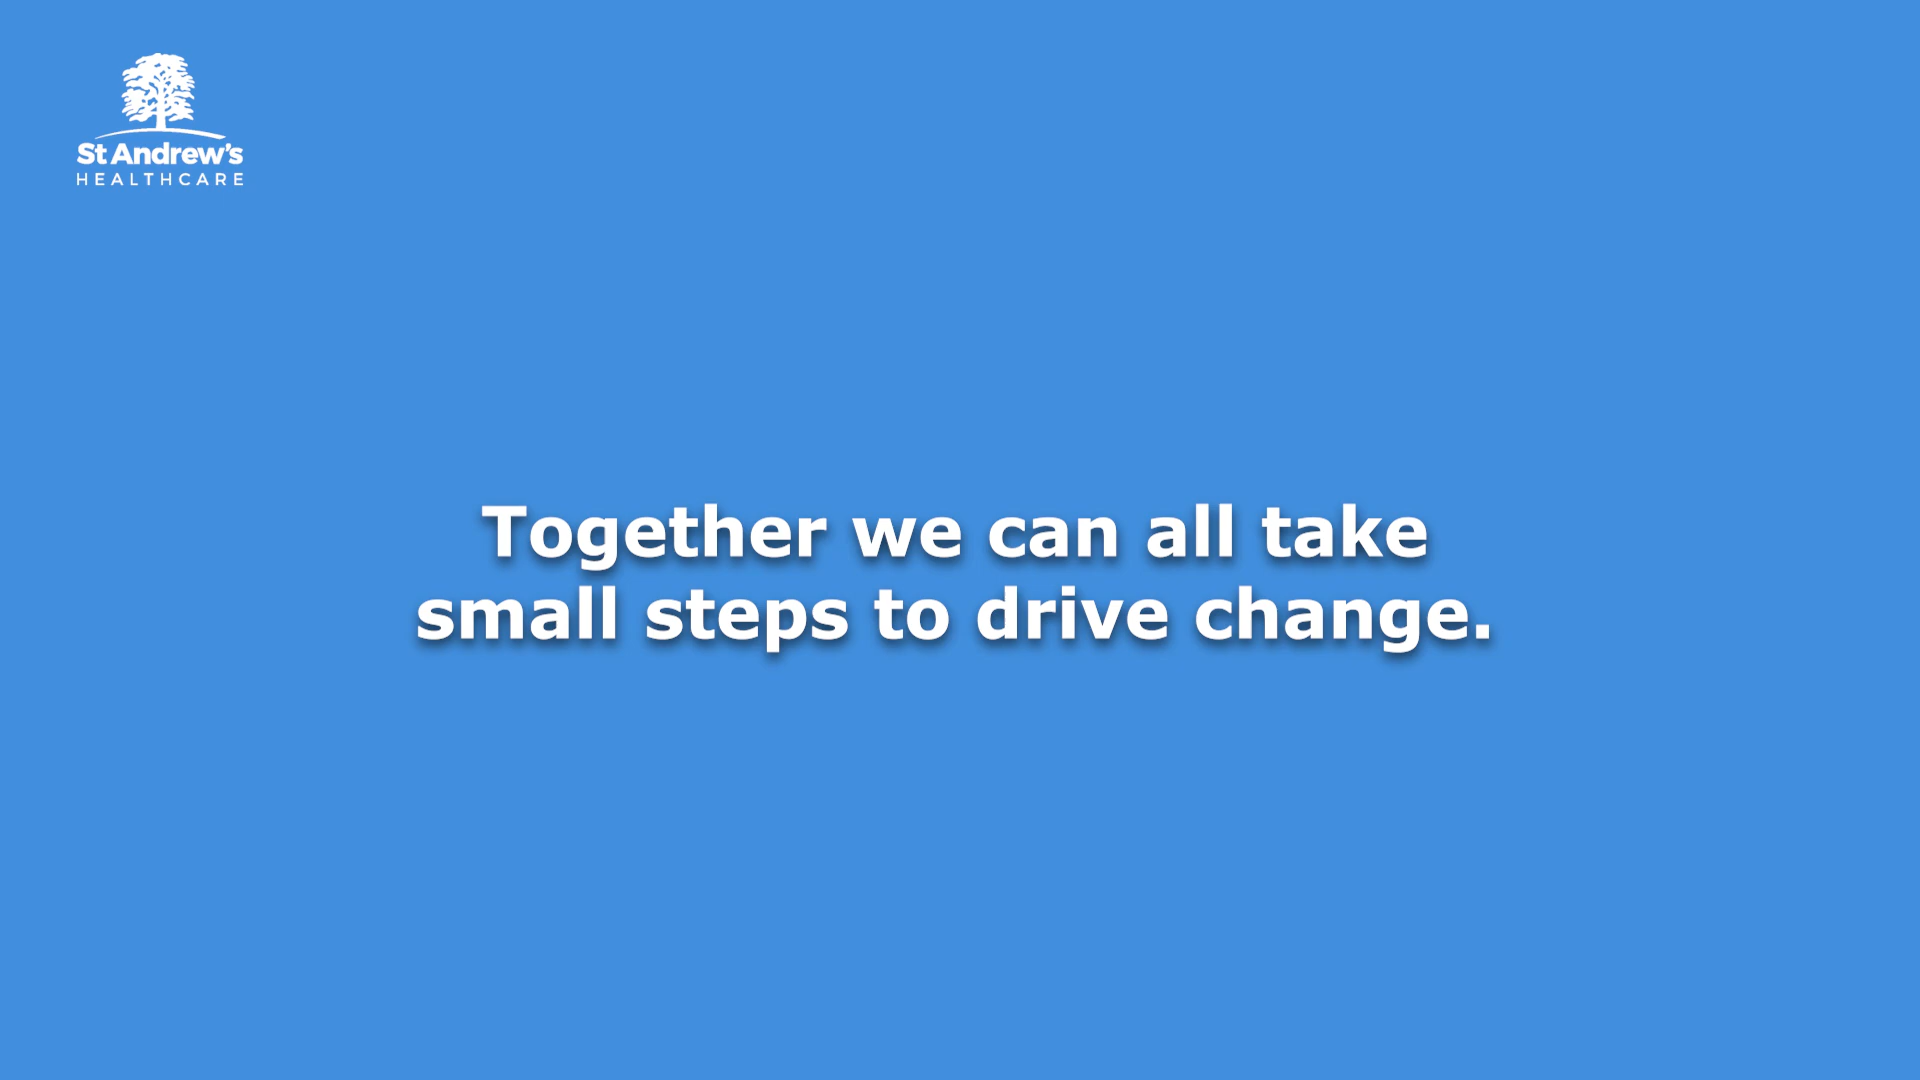 St Andrew's
HEALTHCARE
Together we can all take
small steps to drive change.